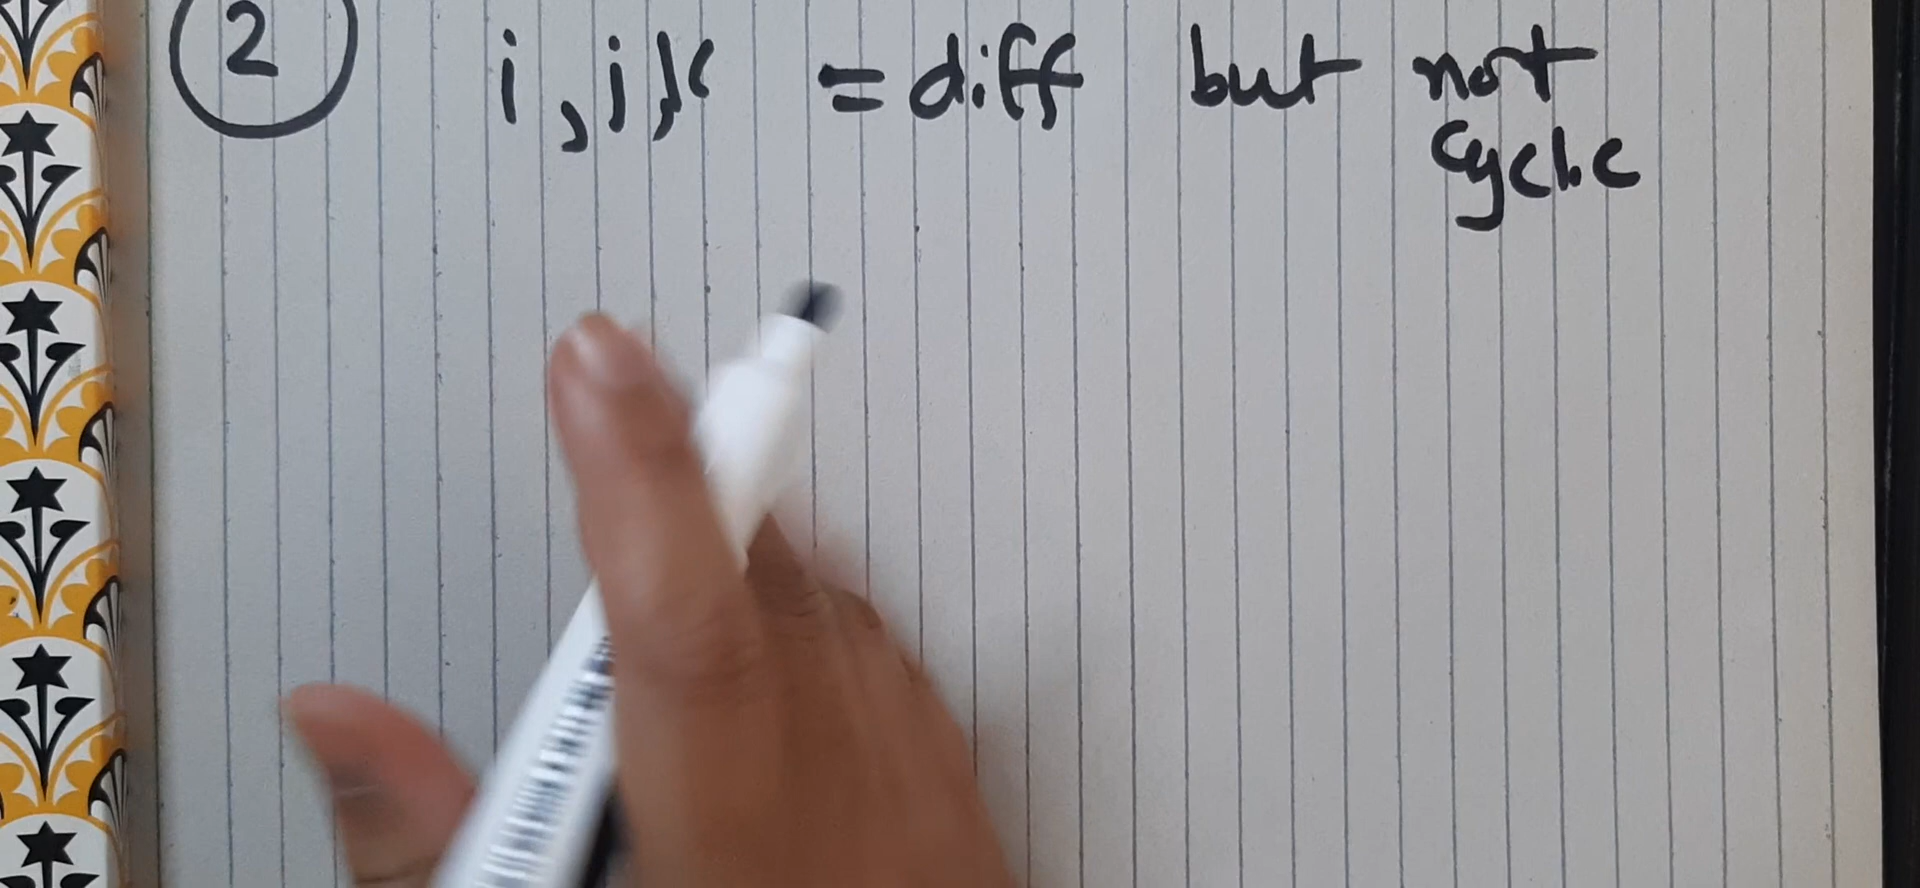 2 i, j, k = diff but not
cyclic